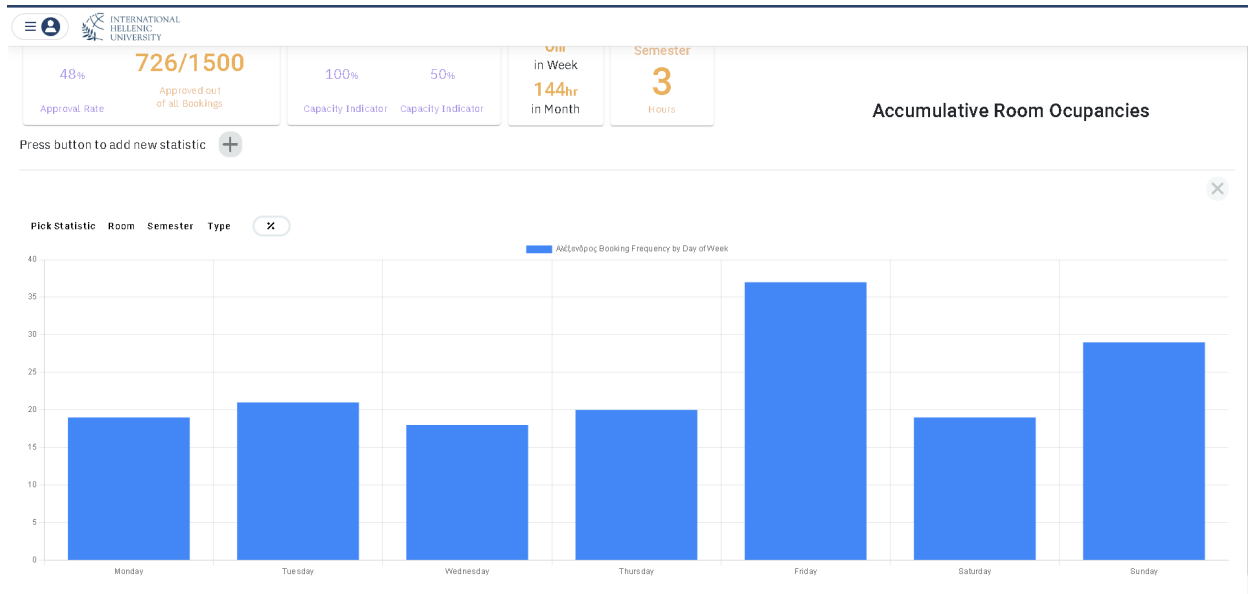 INTERNATIONAL
HELLENIC
UNIVERSITY
48%
Approval Rate
726/1500
Approved out
of all Bookings
100%
Capacity Indicator
50%
Capacity Indicator
in Week
144hr
in Month
Semester
3
Hours
Accumulative Room Ocupancies
Press button to add new statistic
Pick Statistic Room Semester Type %
Αλέξανδρος Booking Frequency by Day of Week
40
35
30
25
20
15
10
5
0
Monday Tuesday Wednesday Thursday Friday Saturday Sunday